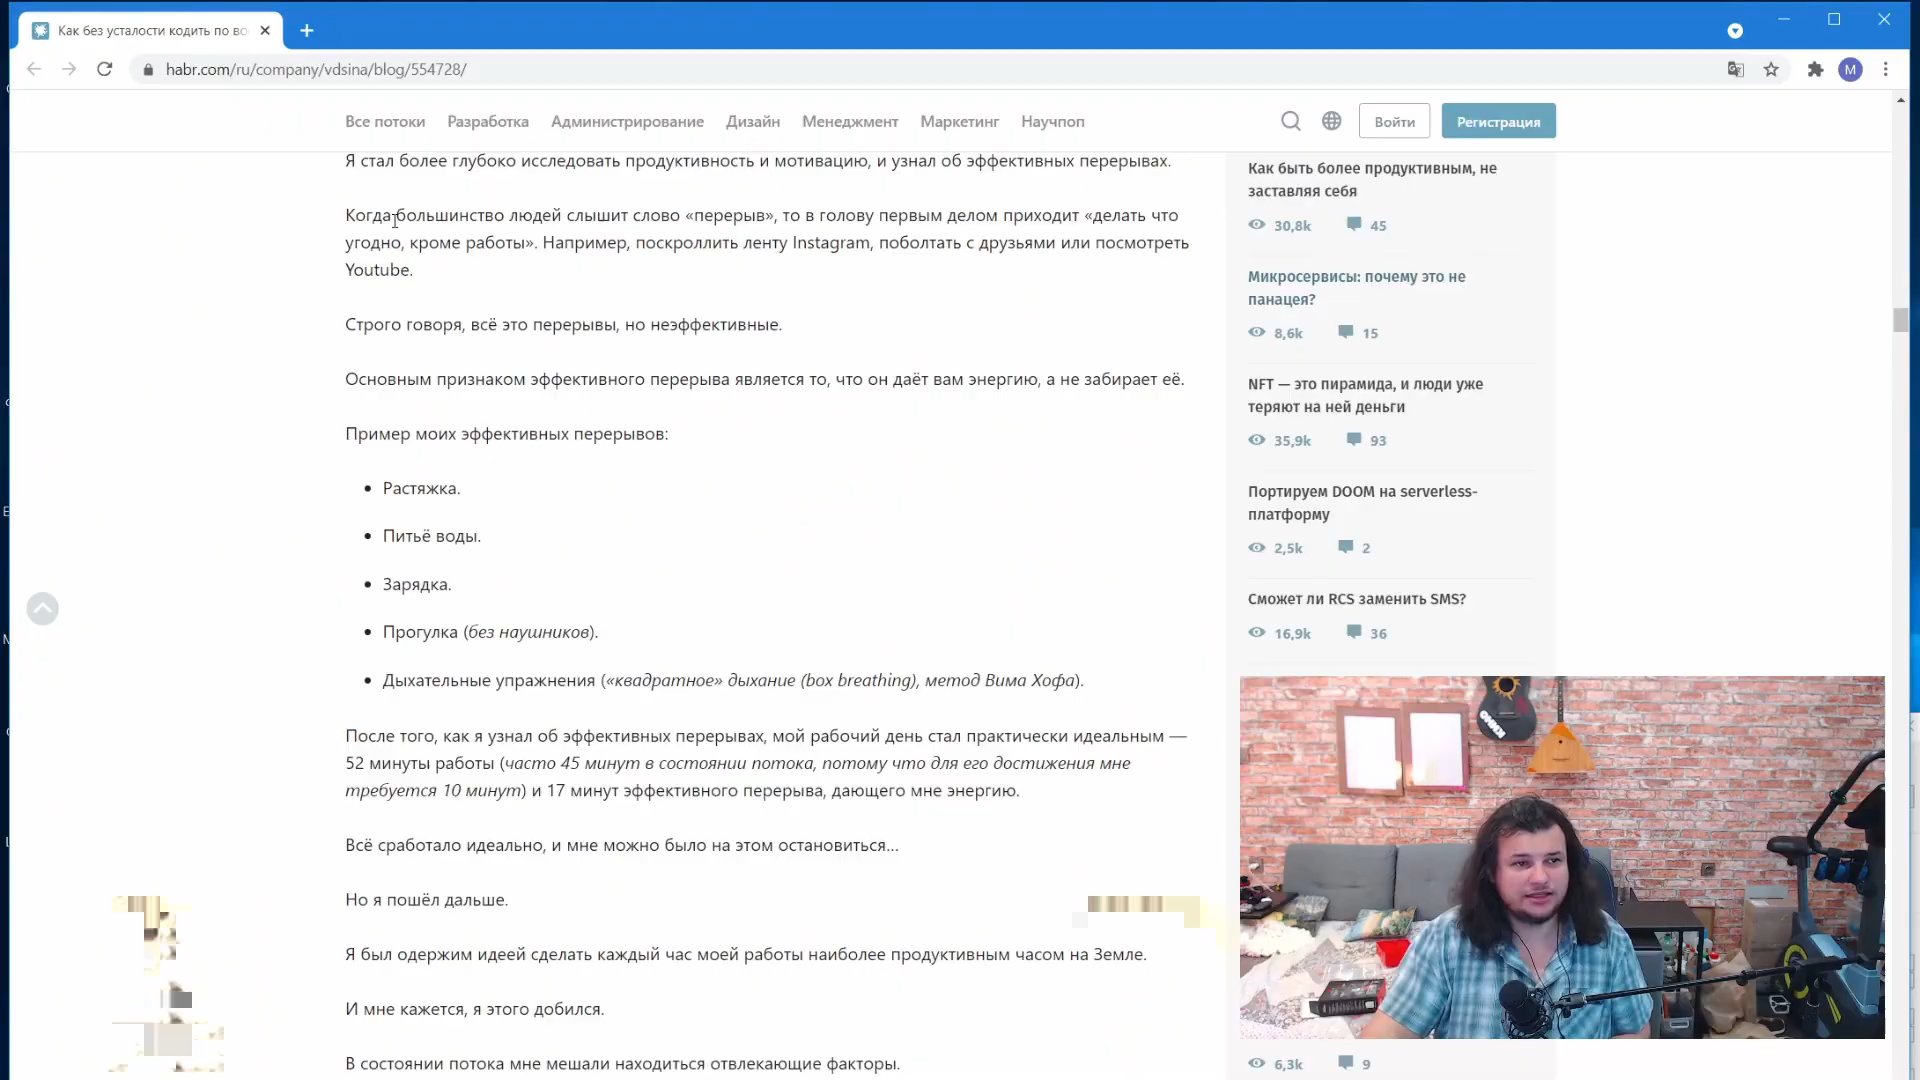 Как без усталости кодить по во
habr.com/ru/company/vdsina/blog/554728/
M
Все потоки Разработка Администрирование Дизайн Менеджмент Маркетинг Научпоп
Войти
Регистрация
Я стал более глубоко исследовать продуктивность и мотивацию, и узнал об эффективных перерывах.
Когда большинство людей слышит слово «перерыв», то в голову первым делом приходит «делать что
угодно, кроме работы». Например, поскроллить ленту Instagram, поболтать с друзьями или посмотреть
Youtube.
Строго говоря, всё это перерывы, но неэффективные.
Основным признаком эффективного перерыва является то, что он даёт вам энергию, а не забирает её.
Пример моих эффективных перерывов:
• Растяжка.
• Питьё воды.
• Зарядка.
• Прогулка (без наушников).
• Дыхательные упражнения («квадратное» дыхание (box breathing), метод Вима Хофа).
После того, как я узнал об эффективных перерывах, мой рабочий день стал практически идеальным —
52 минуты работы (часто 45 минут в состоянии потока, потому что для его достижения мне
требуется 10 минут) и 17 минут эффективного перерыва, дающего мне энергию.
Всё сработало идеально, и мне можно было на этом остановиться…
Но я пошёл дальше.
Я был одержим идеей сделать каждый час моей работы наиболее продуктивным часом на Земле.
И мне кажется, я этого добился.
В состоянии потока мне мешали находиться отвлекающие факторы.
Как быть более продуктивным, не
заставляя себя
30,8k 45
Микросервисы: почему это не
панацея?
8,6k 15
NFT — это пирамида, и люди уже
теряют на ней деньги
35,9k 93
Портируем DOOM на serverless-
платформу
2,5k 2
Сможет ли RCS заменить SMS?
16,9k 36
6,3k 9